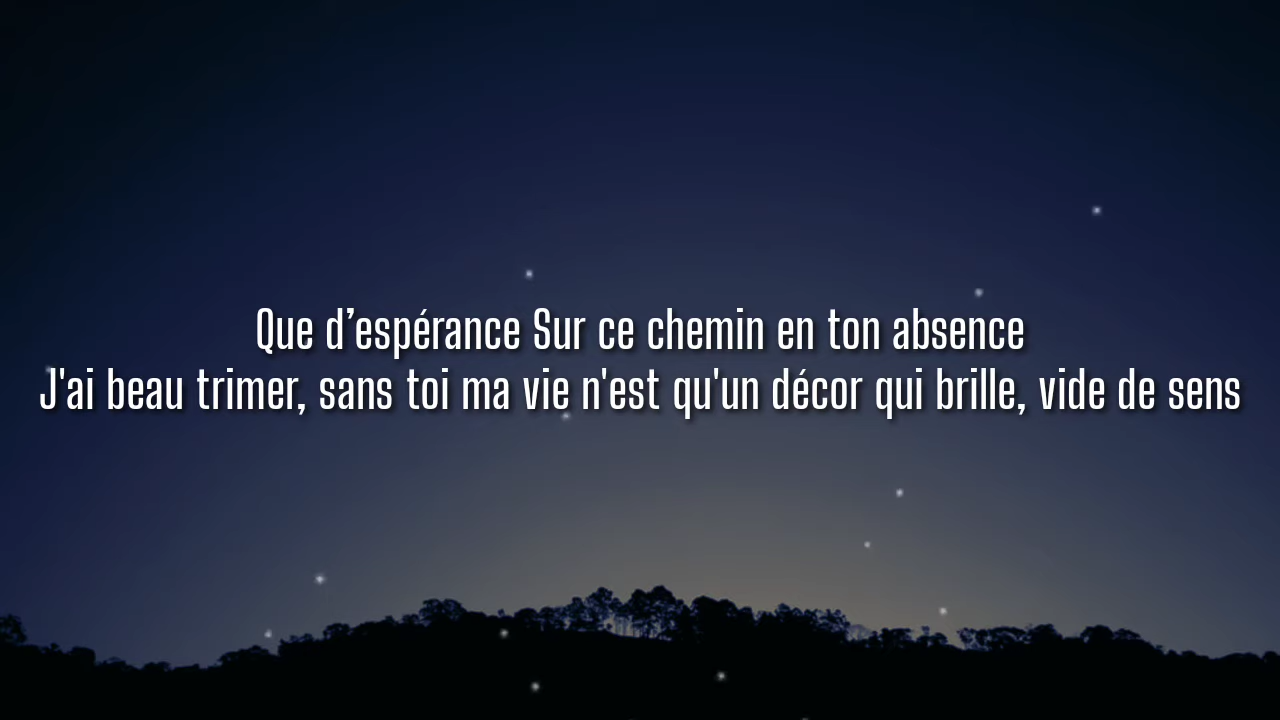 Que d’espérance Sur ce chemin en ton absence
J'ai beau trimer, sans toi ma vie n'est qu'un décor qui brille, vide de sens